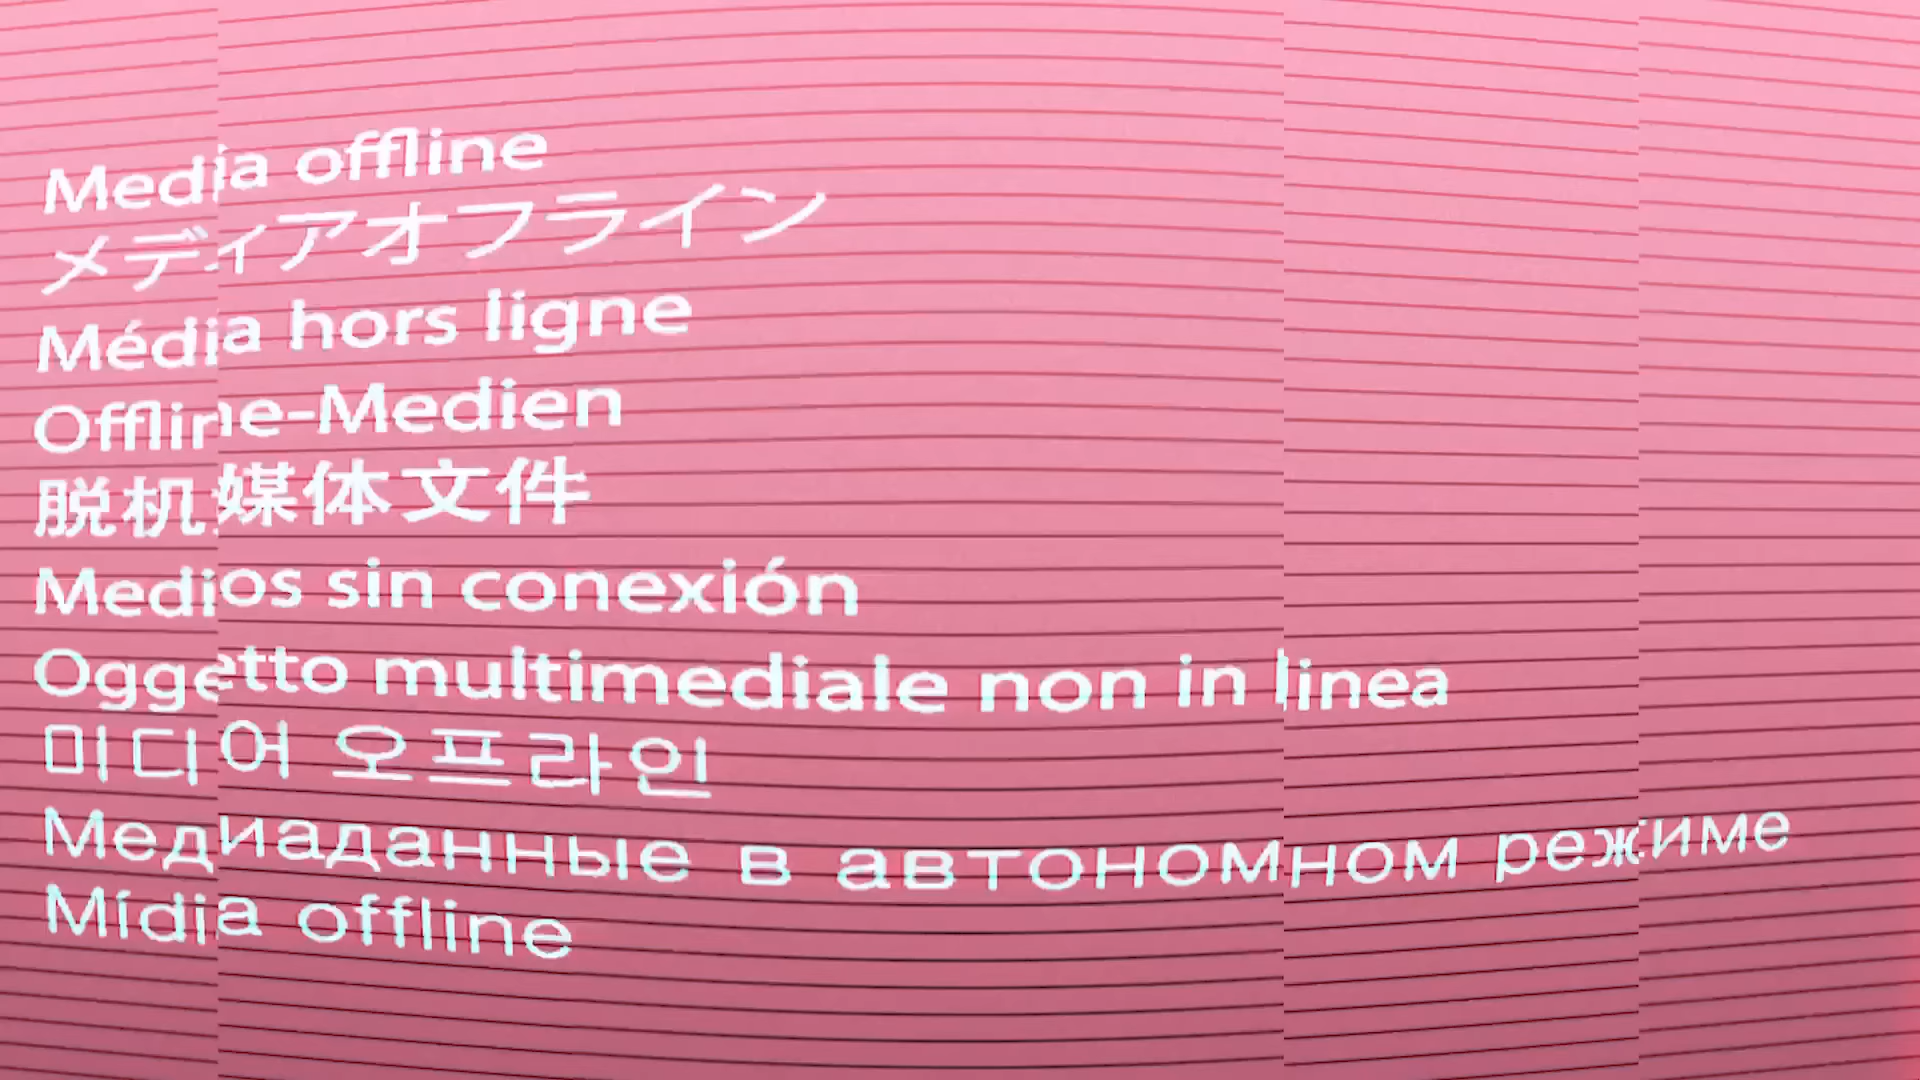 Media offline
メディアオフライン
Média hors ligne
Offline-Medien
脱机媒体文件
Medios sin conexión
Oggetto multimediale non in linea
미디어 오프라인
Медиаданные в автономном режиме
Mídia offline